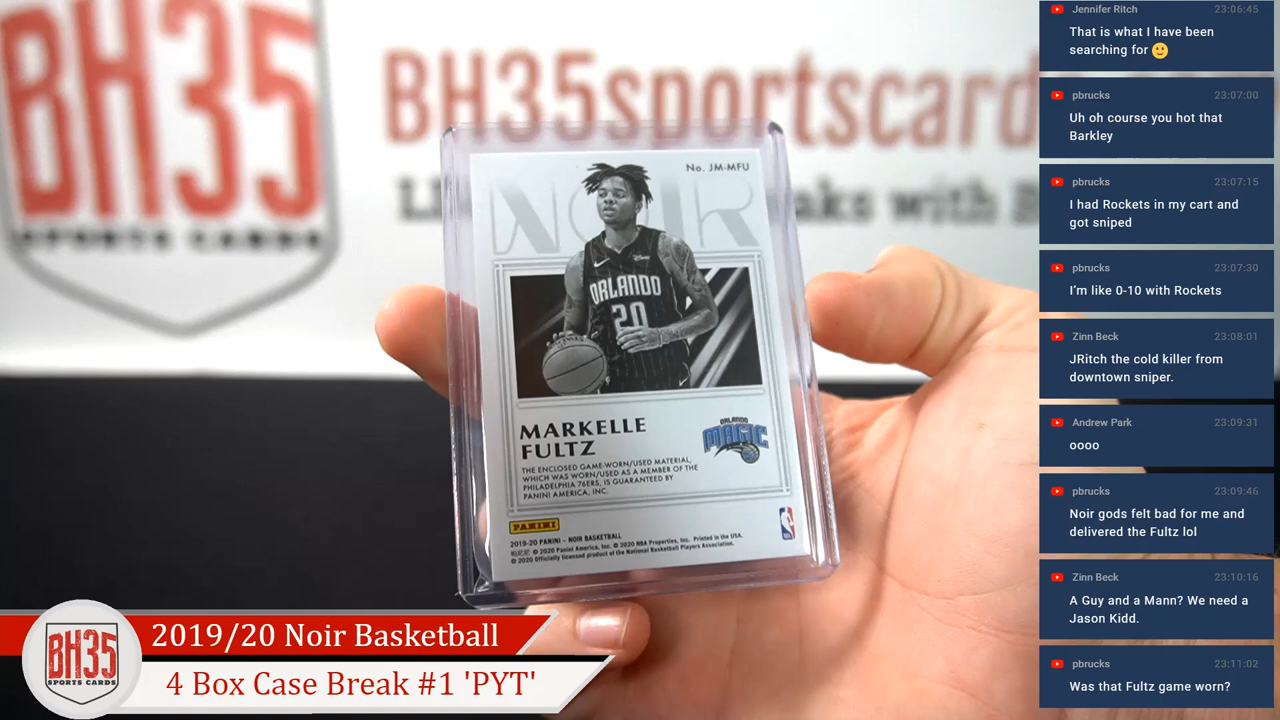 BH35
SPORTS CARDS
BH35sportscard
aks with
No. JM-MFU
NOIR
ORLANDO
20
MARKELLE
FULTZ
ORLANDO
MAGIC
THE ENCLOSED GAME-WORN/USED MATERIAL,
WHICH WAS WORN/USED AS A MEMBER OF THE
PHILADELPHIA 76ERS, IS GUARANTEED BY
PANINI AMERICA, INC.
PANINI
2019-20 PANINI – NOIR BASKETBALL
© 2020 Panini America, Inc. © 2020 NBA Properties, Inc. Printed in the USA.
© 2020 Officially licensed product of the National Basketball Players Association.
BH35
SPORTS CARDS
2019/20 Noir Basketball
4 Box Case Break #1 'PYT'
Jennifer Ritch 23:06:45
That is what I have been
searching for 🙂
pbrucks 23:07:00
Uh oh course you hot that
Barkley
pbrucks 23:07:15
I had Rockets in my cart and
got sniped
pbrucks 23:07:30
I'm like 0-10 with Rockets
Zinn Beck 23:08:01
JRitch the cold killer from
downtown sniper.
Andrew Park 23:09:31
oooo
pbrucks 23:09:46
Noir gods felt bad for me and
delivered the Fultz lol
Zinn Beck 23:10:16
A Guy and a Mann? We need a
Jason Kidd.
pbrucks 23:11:02
Was that Fultz game worn?